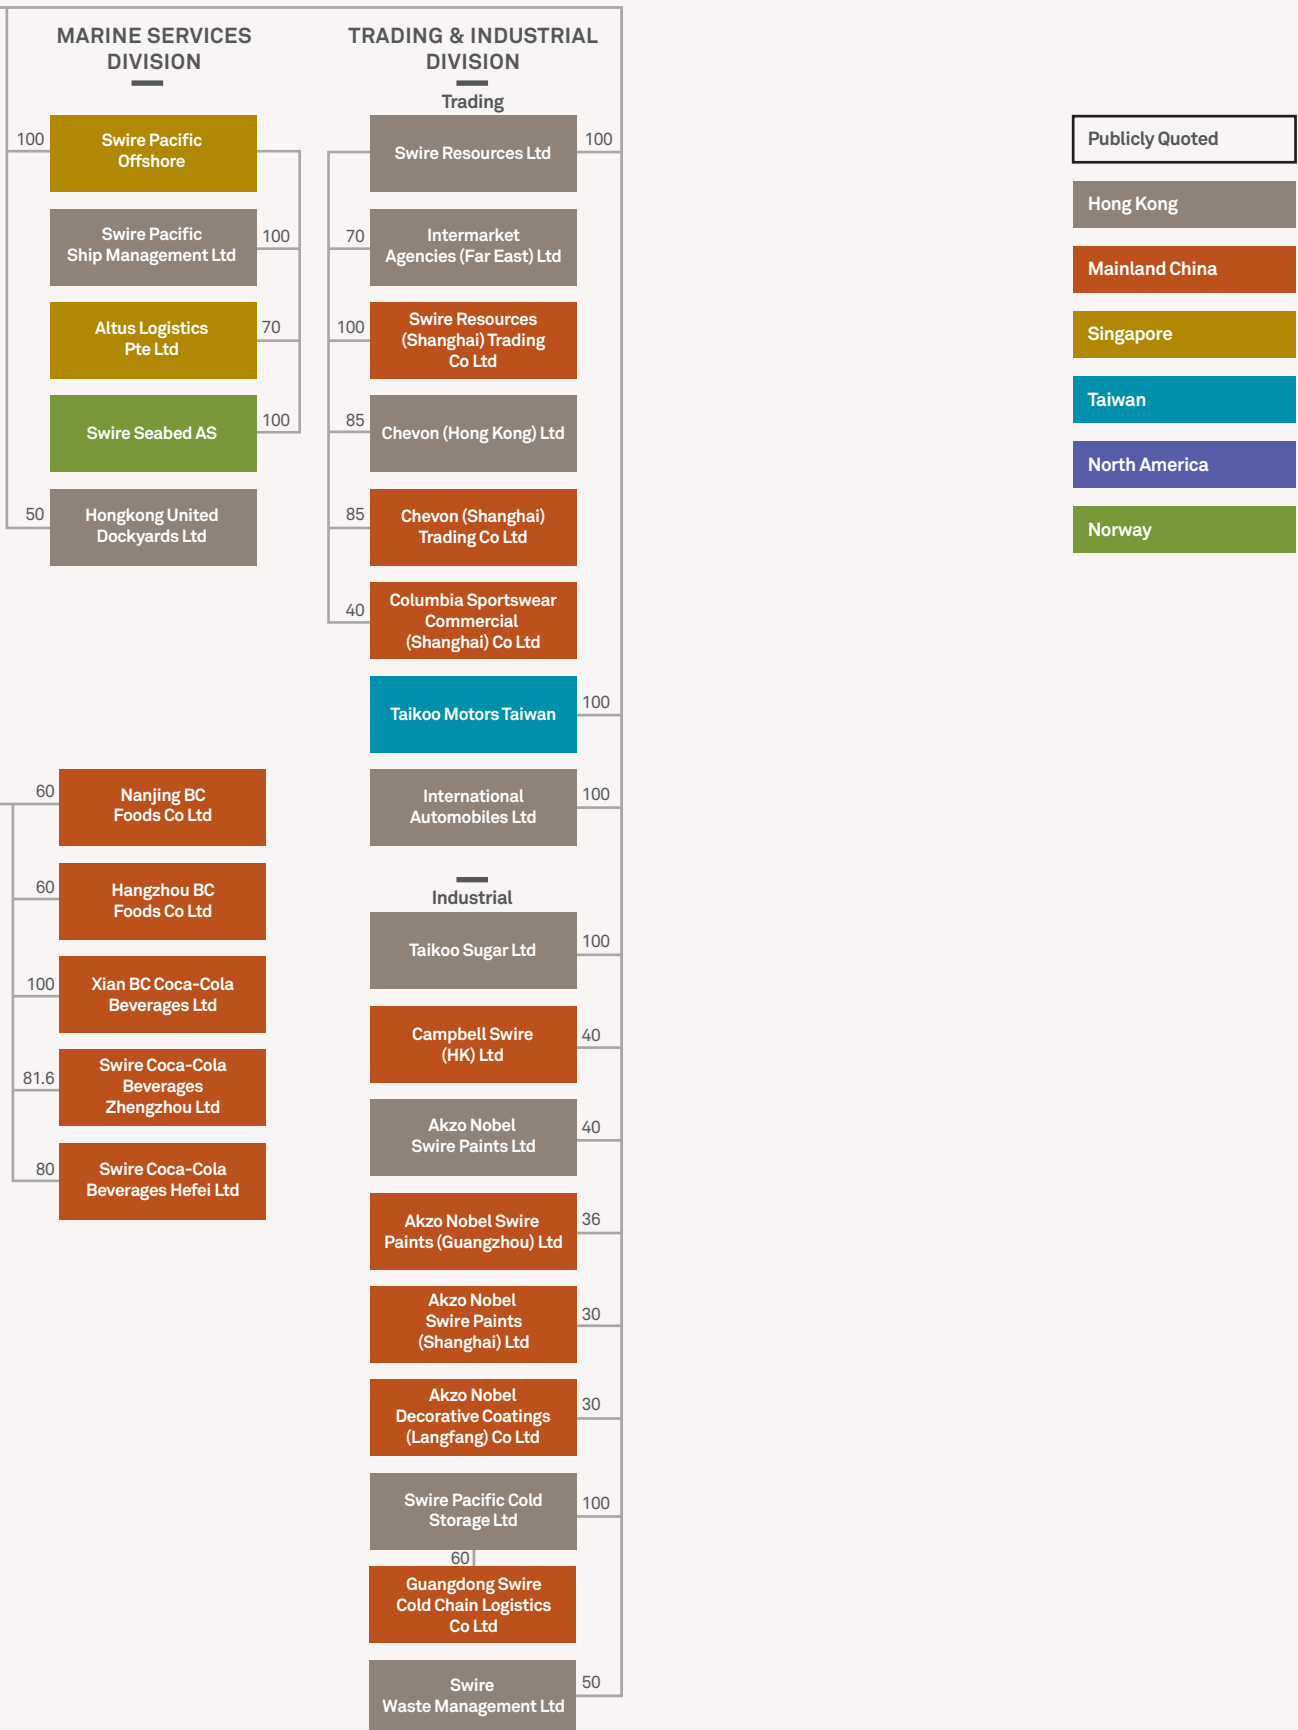 MARINE SERVICES
DIVISION
100
Swire Pacific
Offshore
Swire Pacific
Ship Management Ltd
100
Altus Logistics
Pte Ltd
70
Swire Seabed AS
100
50
Hongkong United
Dockyards Ltd
60
Nanjing BC
Foods Co Ltd
60
Hangzhou BC
Foods Co Ltd
100
Xian BC Coca-Cola
Beverages Ltd
81.6
Swire Coca-Cola
Beverages
Zhengzhou Ltd
80
Swire Coca-Cola
Beverages Hefei Ltd
TRADING & INDUSTRIAL
DIVISION
Trading
Swire Resources Ltd
100
70
Intermarket
Agencies (Far East) Ltd
100
Swire Resources
(Shanghai) Trading
Co Ltd
85
Chevon (Hong Kong) Ltd
85
Chevon (Shanghai)
Trading Co Ltd
40
Columbia Sportswear
Commercial
(Shanghai) Co Ltd
Taikoo Motors Taiwan
100
International
Automobiles Ltd
100
Industrial
Taikoo Sugar Ltd
100
Campbell Swire
(HK) Ltd
40
Akzo Nobel
Swire Paints Ltd
40
Akzo Nobel Swire
Paints (Guangzhou) Ltd
36
Akzo Nobel
Swire Paints
(Shanghai) Ltd
30
Akzo Nobel
Decorative Coatings
(Langfang) Co Ltd
30
Swire Pacific Cold
Storage Ltd
100
60
Guangdong Swire
Cold Chain Logistics
Co Ltd
Swire
Waste Management Ltd
50
Publicly Quoted
Hong Kong
Mainland China
Singapore
Taiwan
North America
Norway